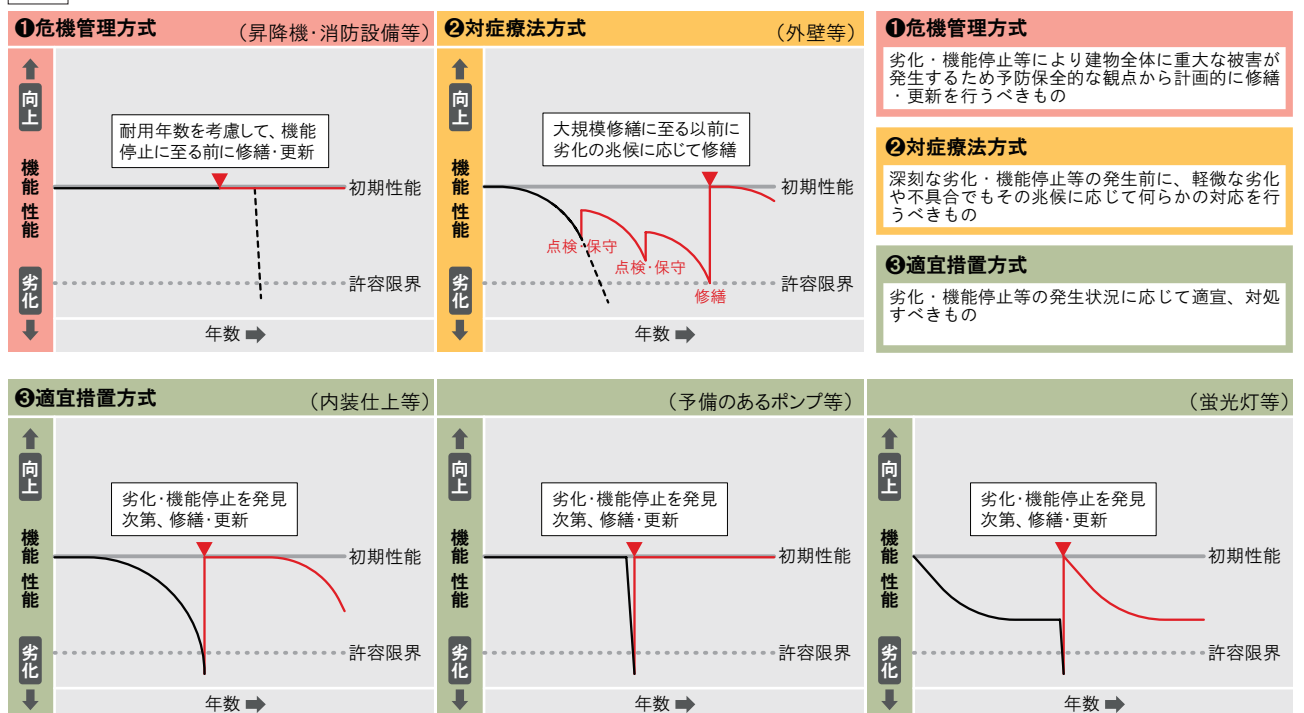 ❶危機管理方式
（昇降機･消防設備等）
向上
機能
性能
劣化
耐用年数を考慮して、機能
停止に至る前に修繕･更新
初期性能
許容限界
年数
❷対症療法方式
（外壁等）
向上
機能
性能
劣化
大規模修繕に至る以前に
劣化の兆候に応じて修繕
初期性能
点検･保守
点検･保守
修繕
許容限界
年数
❶危機管理方式
劣化・機能停止等により建物全体に重大な被害が
発生するため予防保全的な観点から計画的に修繕
・更新を行うべきもの
❷対症療法方式
深刻な劣化・機能停止等の発生前に、軽微な劣化
や不具合でもその兆候に応じて何らかの対応を行
うべきもの
❸適宜措置方式
劣化・機能停止等の発生状況に応じて適宣、対処
すべきもの
❸適宜措置方式
（内装仕上等）
向上
機能
性能
劣化
劣化･機能停止を発見
次第、修繕･更新
初期性能
許容限界
年数
（予備のあるポンプ等）
向上
機能
性能
劣化
劣化･機能停止を発見
次第、修繕･更新
初期性能
許容限界
年数
（蛍光灯等）
向上
機能
性能
劣化
劣化･機能停止を発見
次第、修繕･更新
初期性能
許容限界
年数